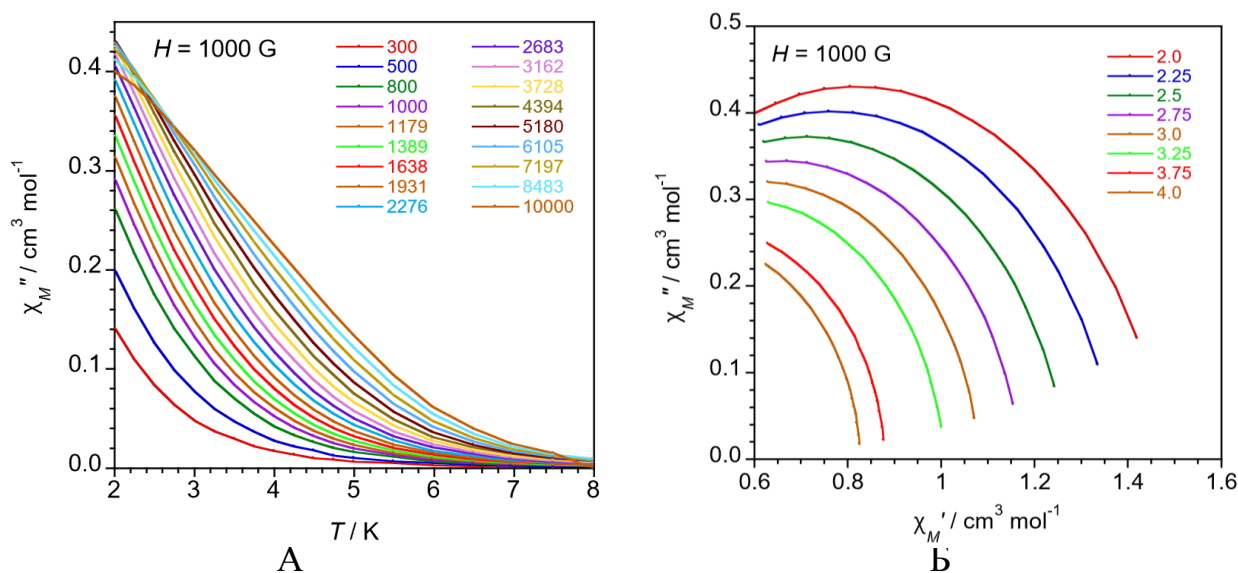 H = 1000 G
300 2683
500 3162
800 3728
1000 4394
1179 5180
1389 6105
1638 7197
1931 8483
2276 10000
χM'' / cm³ mol⁻¹
0.4
0.3
0.2
0.1
0.0
2 3 4 5 6 7 8
T / K
А
H = 1000 G
2.0
2.25
2.5
2.75
3.0
3.25
3.75
4.0
χM'' / cm³ mol⁻¹
0.5
0.4
0.3
0.2
0.1
0.0
0.6 0.8 1 1.2 1.4 1.6
χM' / cm³ mol⁻¹
Б